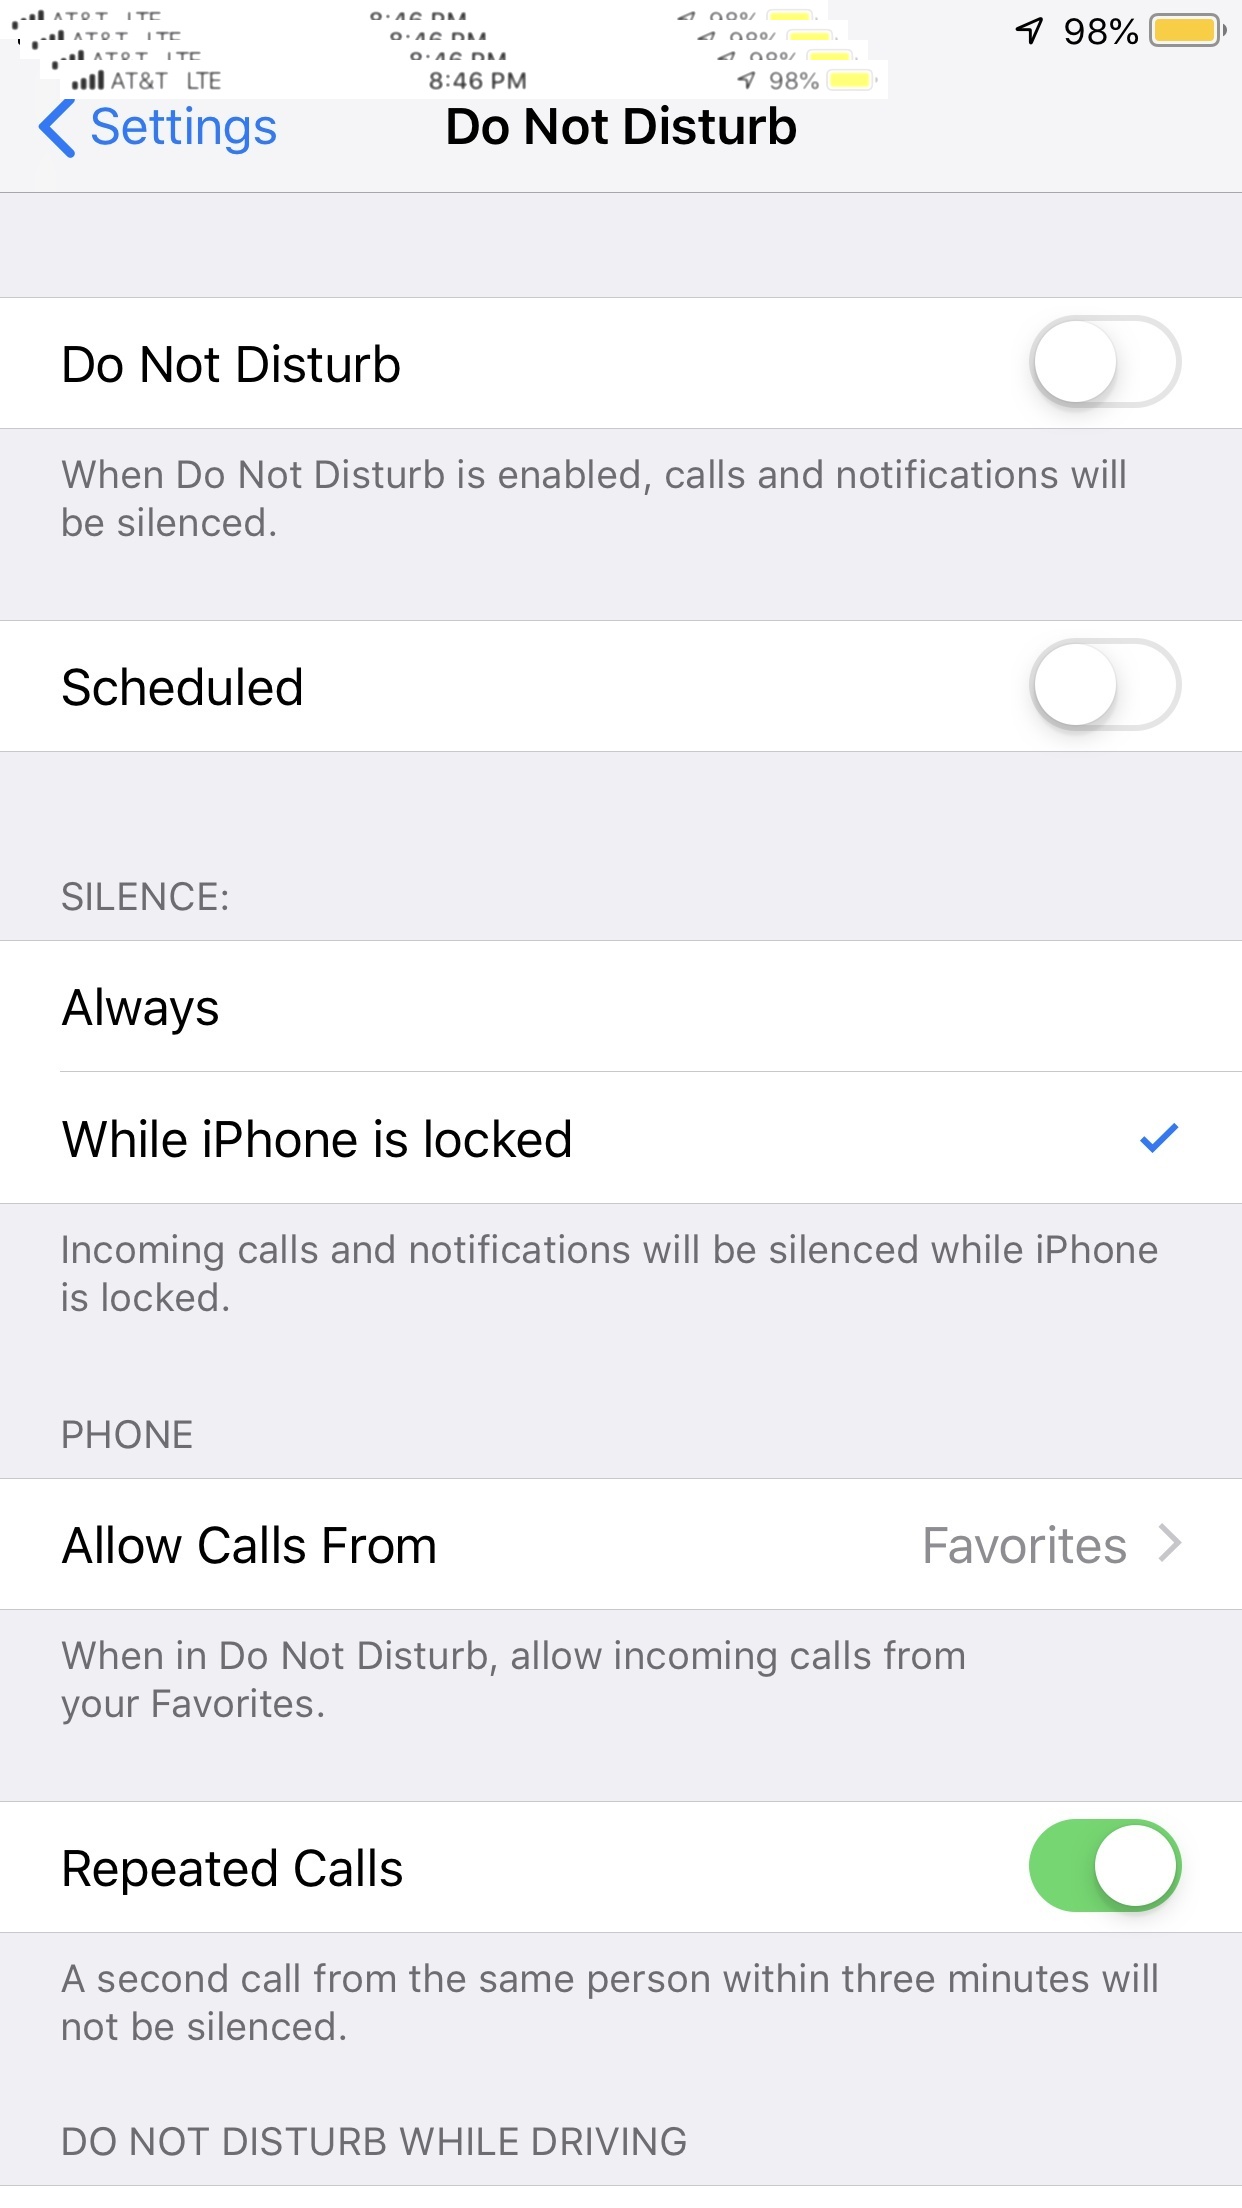 AT&T LTE 8:46 PM 98%
AT&T LTE 8:46 PM 98%
AT&T LTE 8:46 PM 98%
AT&T LTE 8:46 PM 98%
98%
Settings Do Not Disturb
Do Not Disturb
When Do Not Disturb is enabled, calls and notifications will
be silenced.
Scheduled
SILENCE:
Always
While iPhone is locked
Incoming calls and notifications will be silenced while iPhone
is locked.
PHONE
Allow Calls From Favorites
When in Do Not Disturb, allow incoming calls from
your Favorites.
Repeated Calls
A second call from the same person within three minutes will
not be silenced.
DO NOT DISTURB WHILE DRIVING